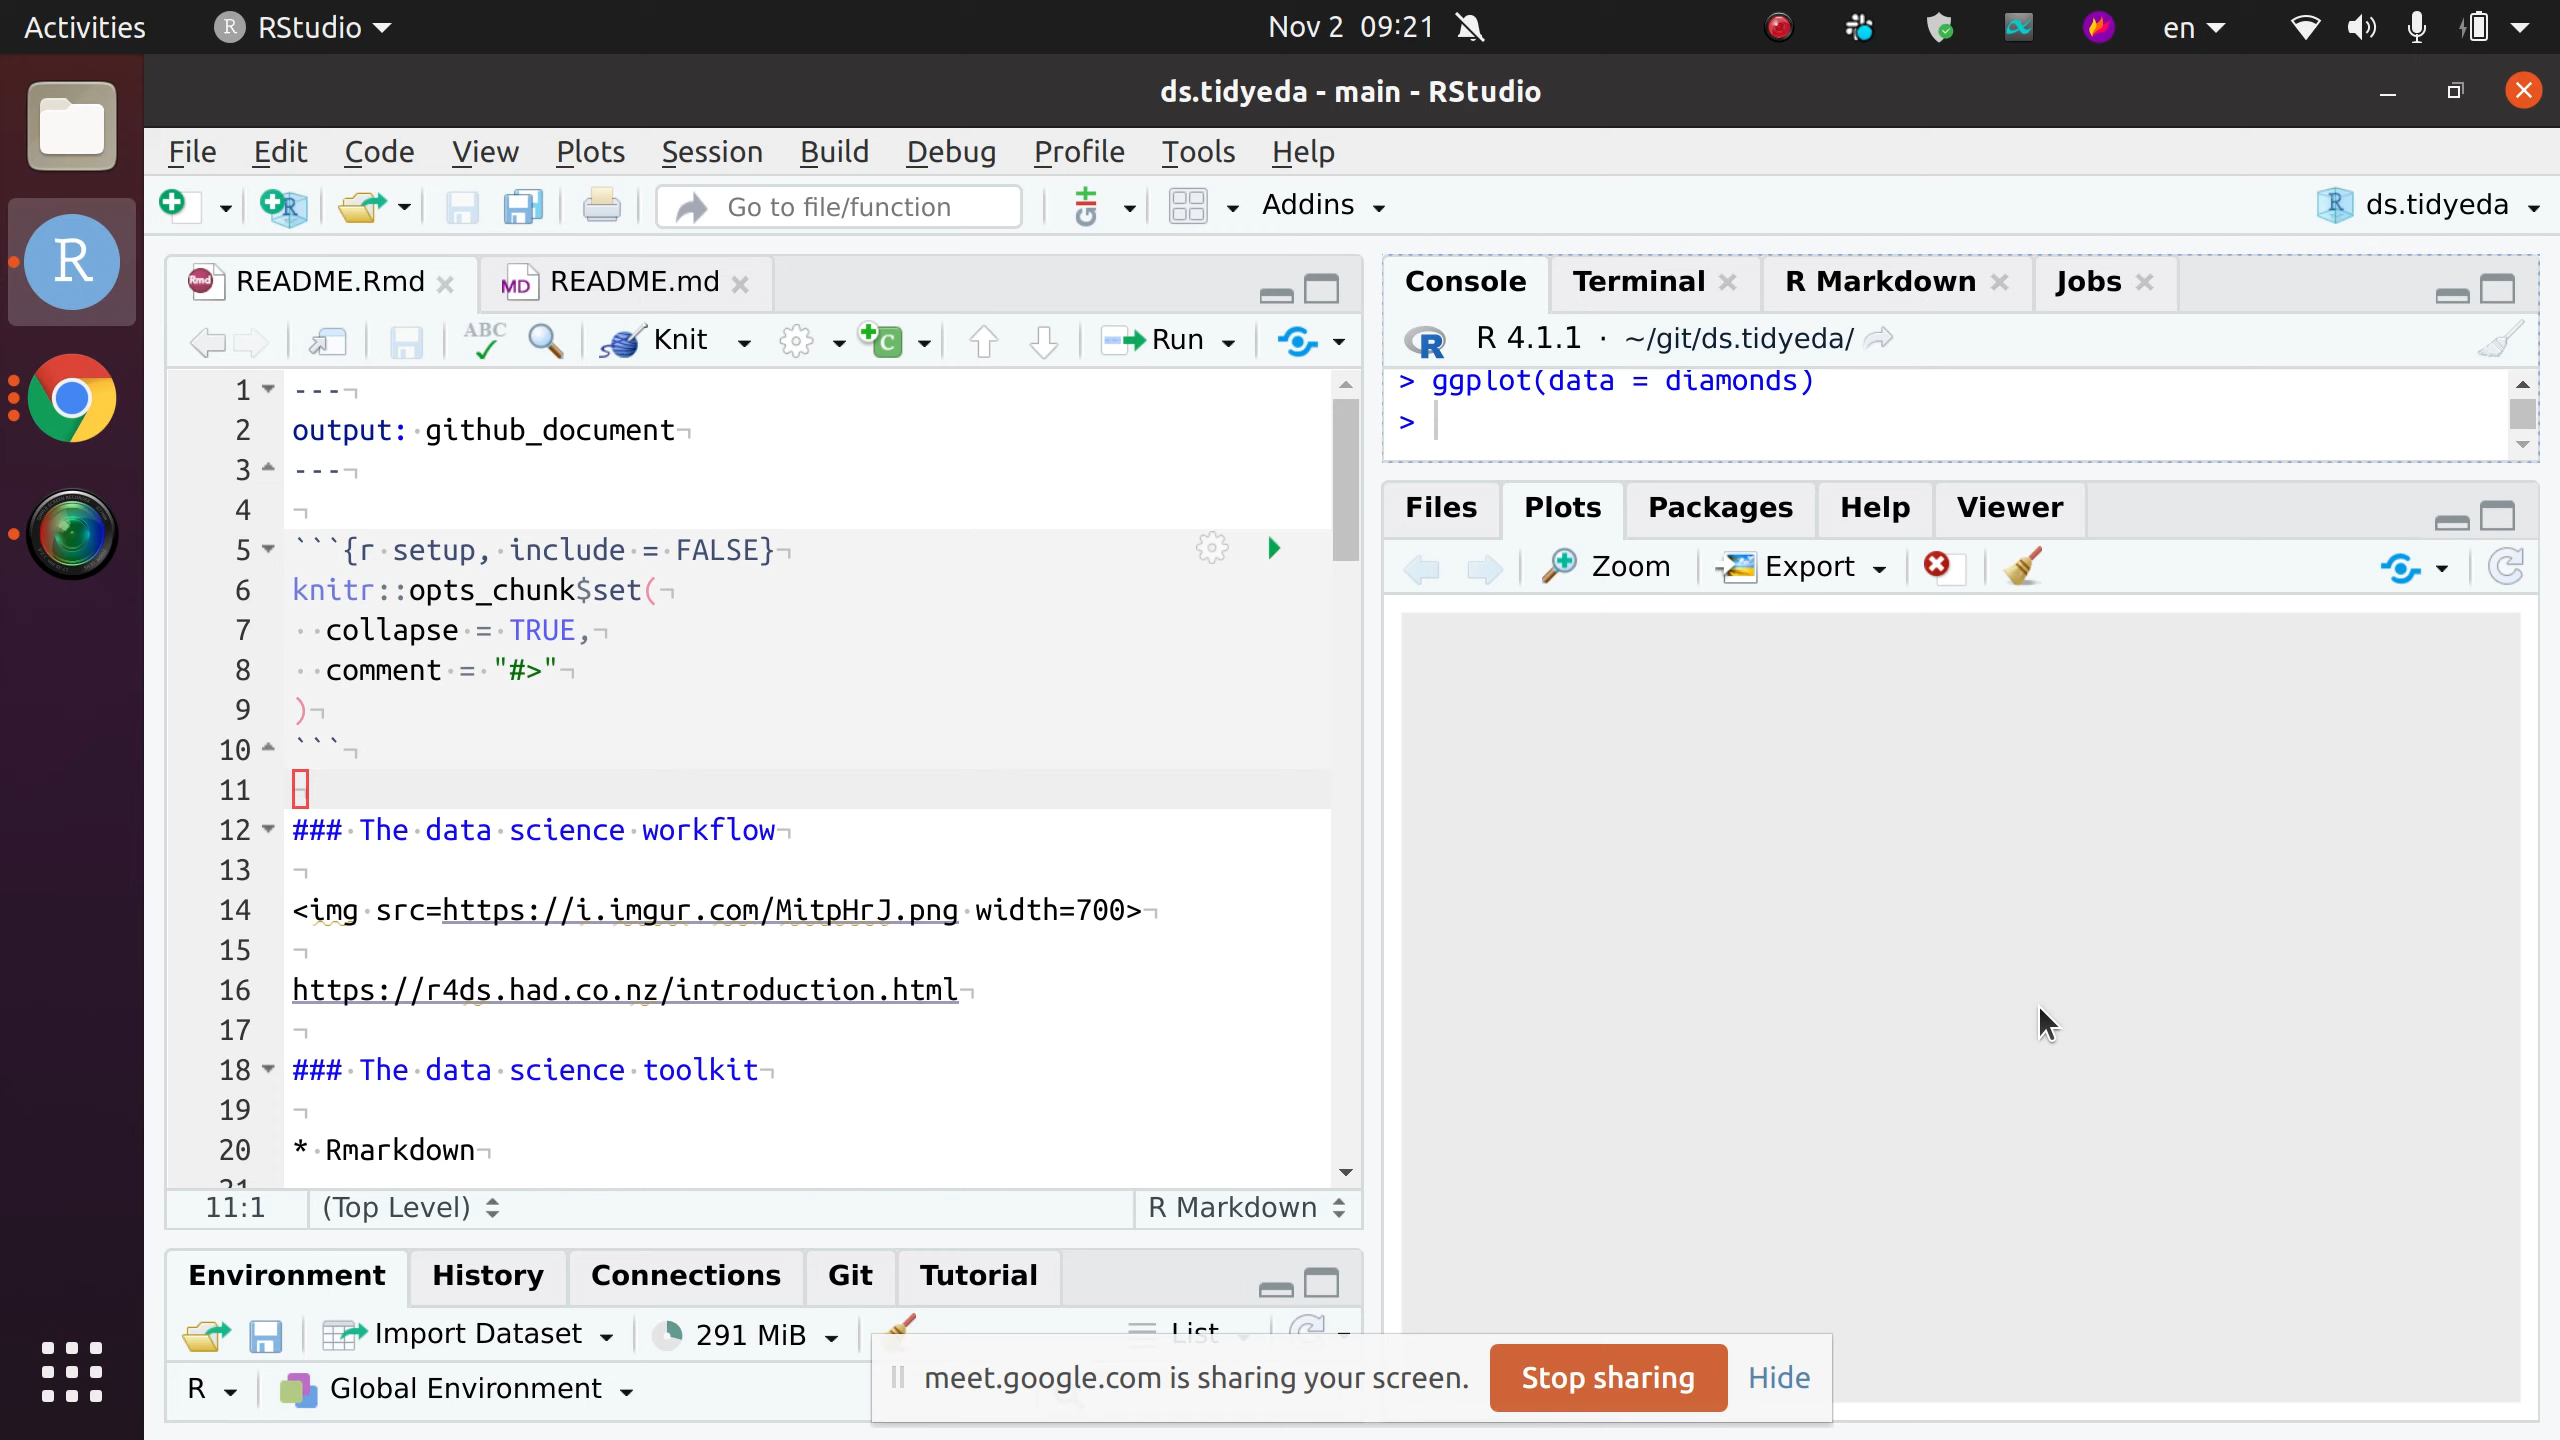 Activities
RStudio
Nov 2 09:21
en
ds.tidyeda - main - RStudio
File Edit Code View Plots Session Build Debug Profile Tools Help
Go to file/function
Addins
ds.tidyeda
README.Rmd
README.md
Knit
Run
1 ---
2 output: github_document
3 ---
4
5 ```{r setup, include = FALSE}
6 knitr::opts_chunk$set(
7 collapse = TRUE,
8 comment = "#>"
9 )
10 ```
11
12 ### The data science workflow
13
14 <img src=https://i.imgur.com/MitpHrJ.png width=700>
15
16 https://r4ds.had.co.nz/introduction.html
17
18 ### The data science toolkit
19
20 * Rmarkdown
21
11:1 (Top Level) R Markdown
Environment History Connections Git Tutorial
Import Dataset 291 MiB List
R Global Environment
Console Terminal R Markdown Jobs
R 4.1.1 · ~/git/ds.tidyeda/
> ggplot(data = diamonds)
>
Files Plots Packages Help Viewer
Zoom Export
meet.google.com is sharing your screen. Stop sharing Hide